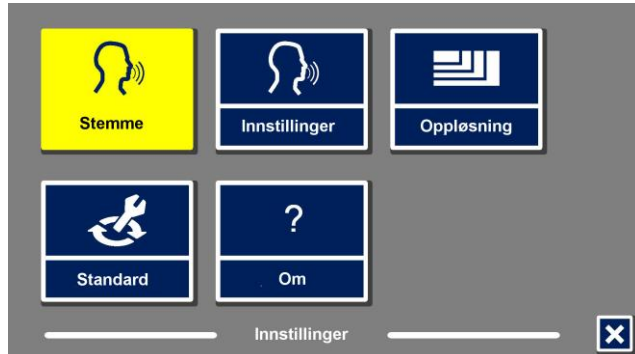 Stemme
Innstillinger
Oppløsning
?
Standard
Om
Innstillinger